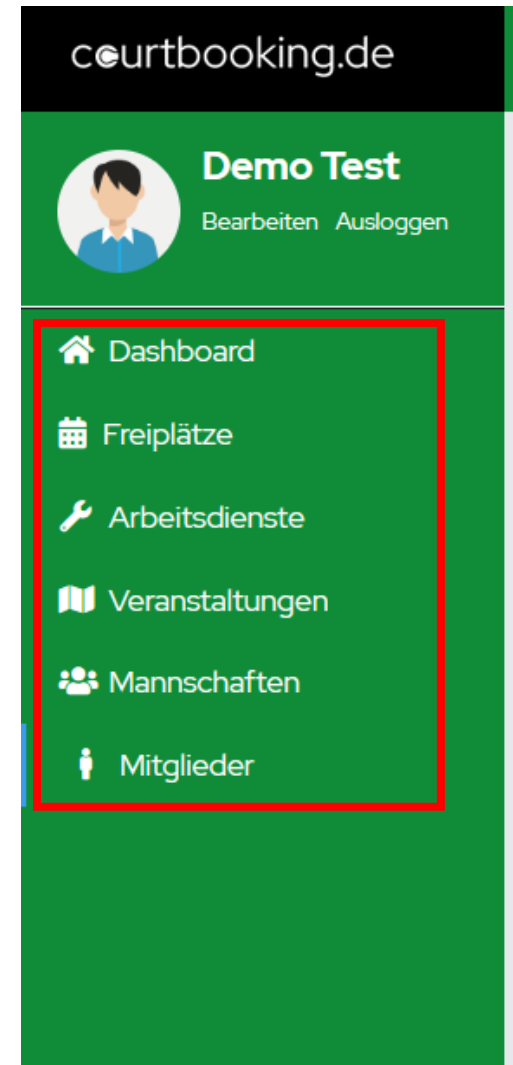 courtbooking.de
Demo Test
Bearbeiten Ausloggen
Dashboard
Freiplätze
Arbeitsdienste
Veranstaltungen
Mannschaften
Mitglieder